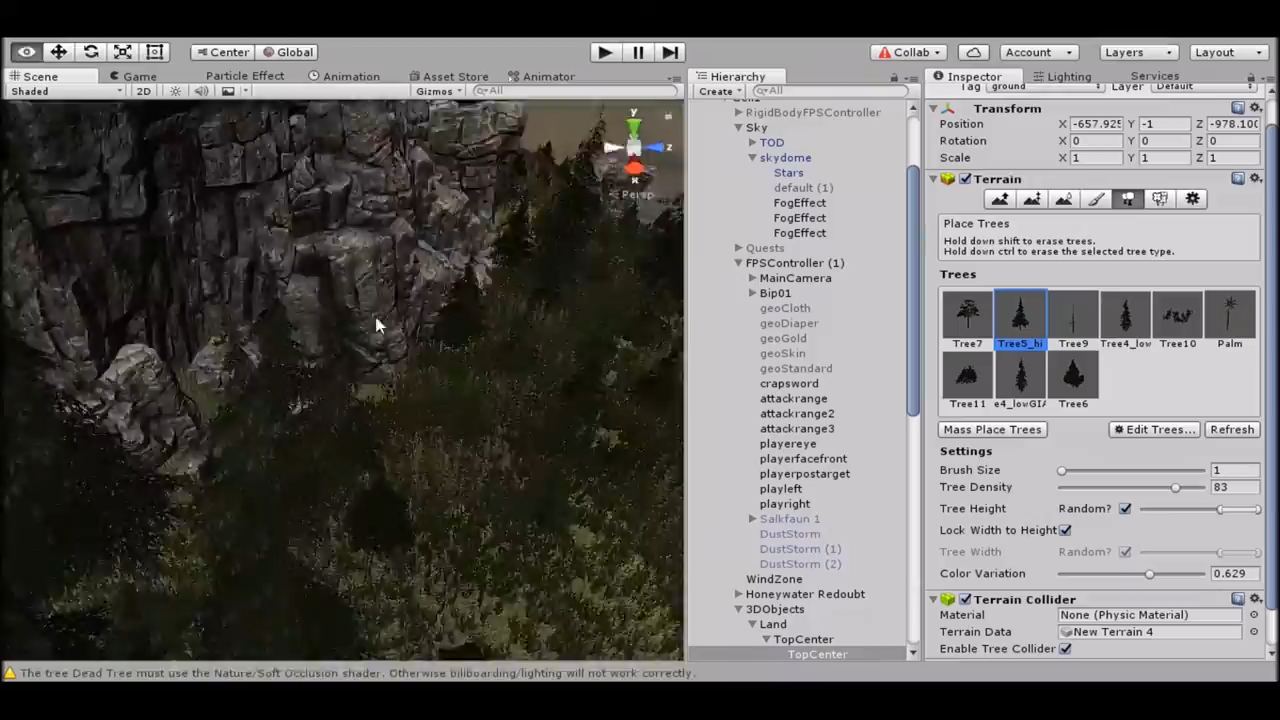 Center Global Collab Account Layers Layout
Scene Game Particle Effect Animation Asset Store Animator
Shaded 2D Gizmos All
y
z
x
Persp
Hierarchy
Create All
RigidBodyFPSController
Sky
TOD
skydome
Stars
default (1)
FogEffect
FogEffect
FogEffect
Quests
FPSController (1)
MainCamera
Bip01
geoCloth
geoDiaper
geoGold
geoSkin
geoStandard
crapsword
attackrange
attackrange2
attackrange3
playereye
playerfacefront
playerpostarget
playleft
playright
Salkfaun 1
DustStorm
DustStorm (1)
DustStorm (2)
WindZone
Honeywater Redoubt
3DObjects
Land
TopCenter
TopCenter
Inspector Lighting Services
Tag ground Layer Default
Transform
Position X -657.925 Y -1 Z -978.100
Rotation X 0 Y 0 Z 0
Scale X 1 Y 1 Z 1
Terrain
Place Trees
Hold down shift to erase trees.
Hold down ctrl to erase the selected tree type.
Trees
Tree7 Tree5_hi Tree9 Tree4_low Tree10 Palm
Tree11 e4_lowGIA Tree6
Mass Place Trees Edit Trees... Refresh
Settings
Brush Size 1
Tree Density 83
Tree Height Random?
Lock Width to Height
Tree Width Random?
Color Variation 0.629
Terrain Collider
Material None (Physic Material)
Terrain Data New Terrain 4
Enable Tree Collider
The tree Dead Tree must use the Nature/Soft Occlusion shader. Otherwise billboarding/lighting will not work correctly.